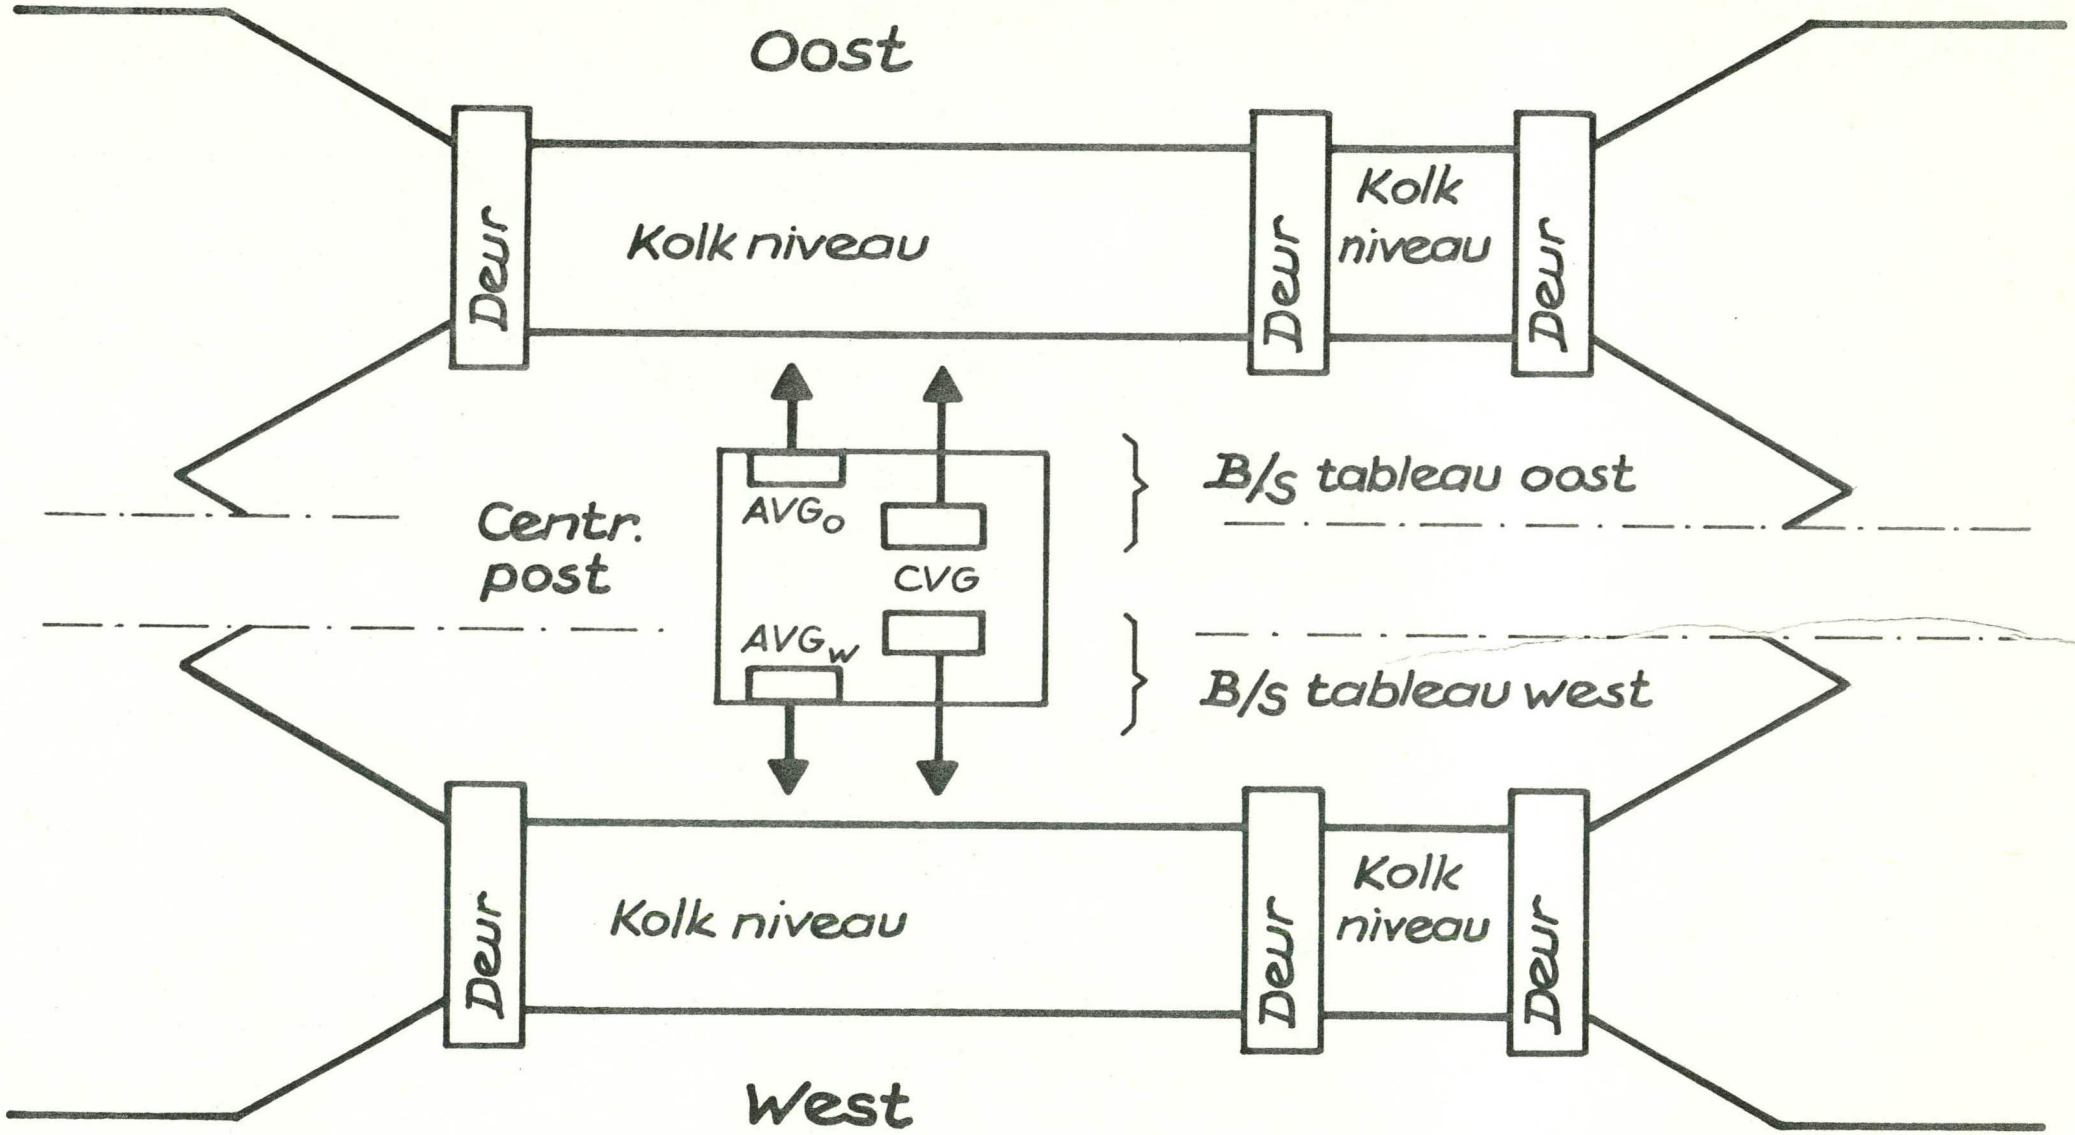 Oost
Deur
Kolk niveau
Deur
Kolk
niveau
Deur
B/s tableau oost
AVGo
Centr.
post
CVG
AVGw
B/s tableau west
Deur
Kolk niveau
Deur
Kolk
niveau
Deur
West